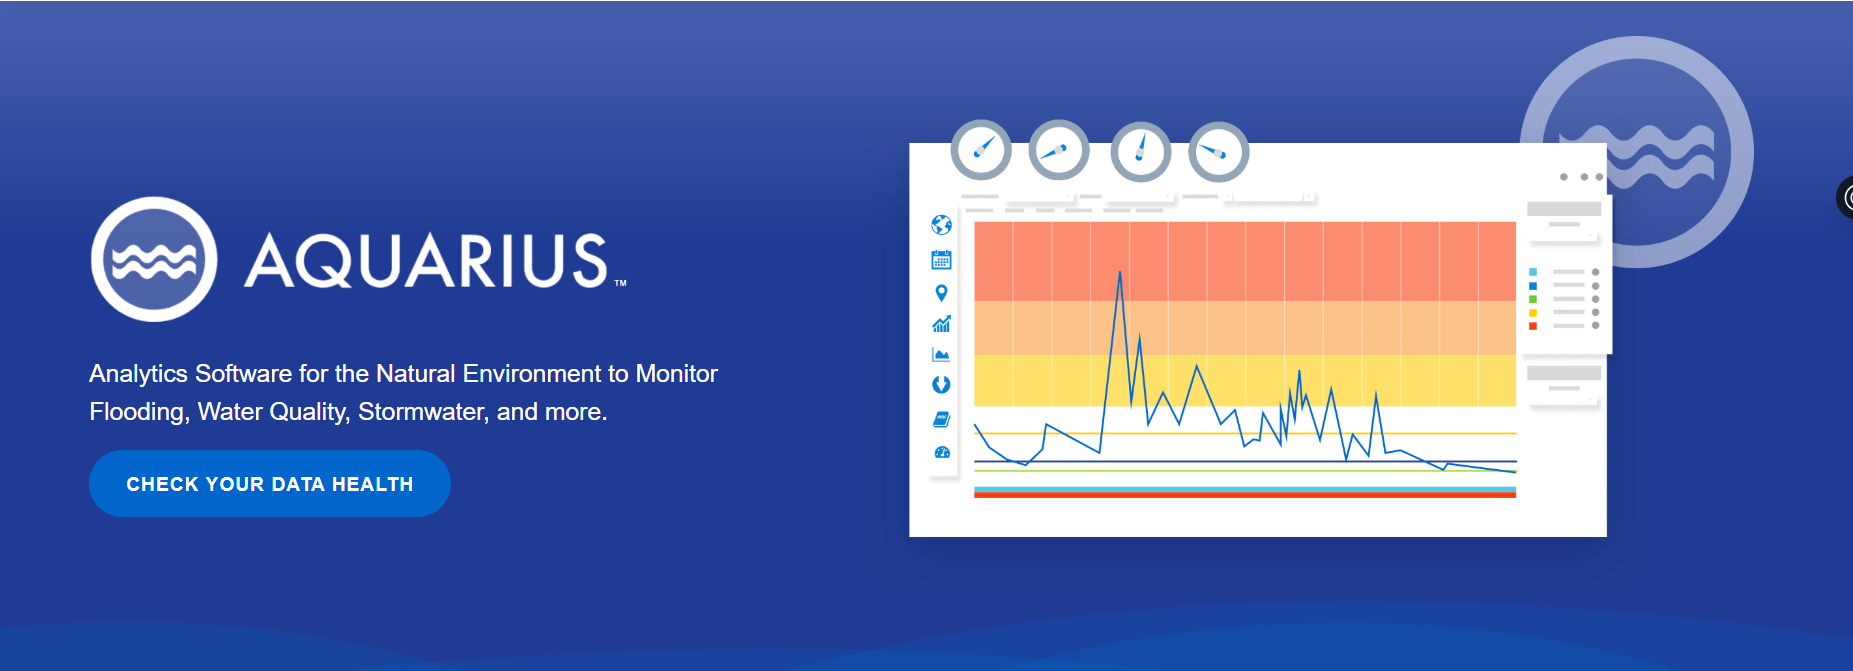 AQUARIUS™
Analytics Software for the Natural Environment to Monitor
Flooding, Water Quality, Stormwater, and more.
CHECK YOUR DATA HEALTH